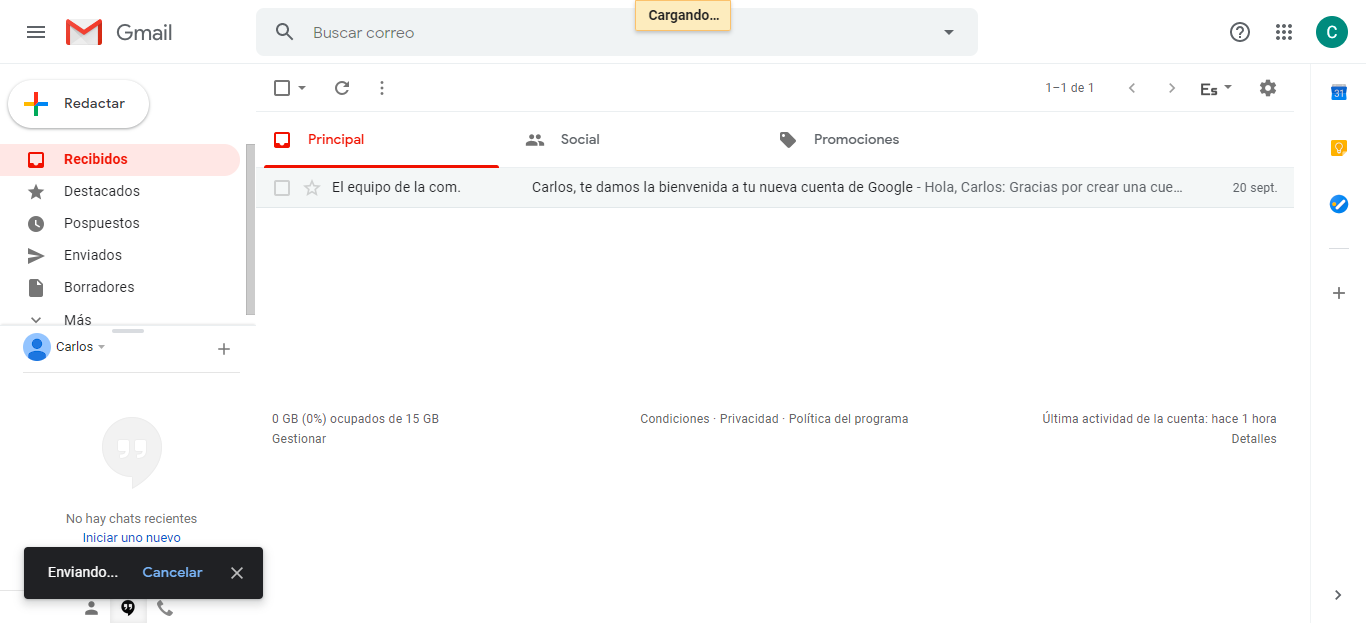 Gmail
Buscar correo
Cargando...
C
Redactar
1–1 de 1
Es
31
Recibidos
Destacados
Pospuestos
Enviados
Borradores
Más
Principal
Social
Promociones
El equipo de la com. Carlos, te damos la bienvenida a tu nueva cuenta de Google - Hola, Carlos: Gracias por crear una cue... 20 sept.
Carlos
0 GB (0%) ocupados de 15 GB
Gestionar
Condiciones · Privacidad · Política del programa
Última actividad de la cuenta: hace 1 hora
Detalles
No hay chats recientes
Iniciar uno nuevo
Enviando... Cancelar